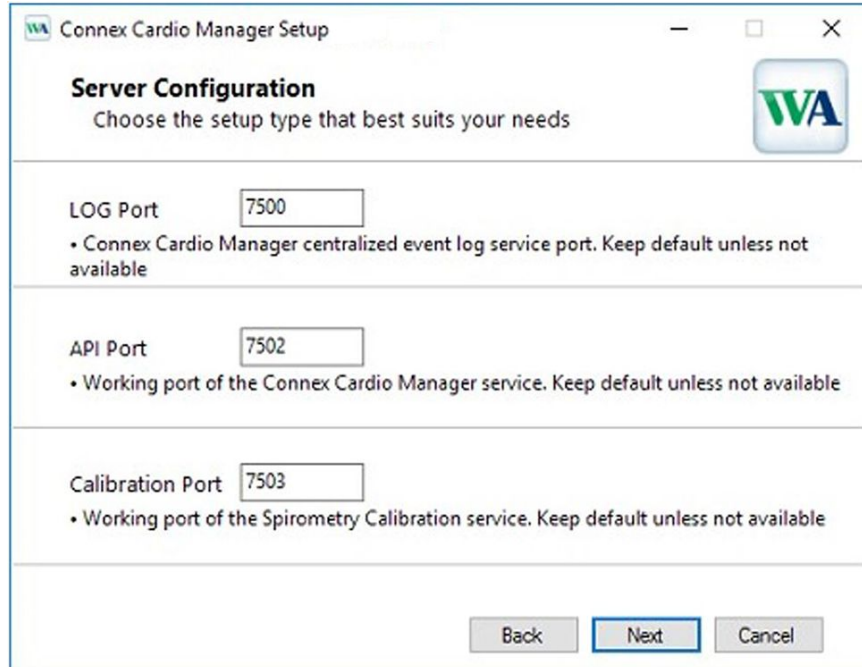 WA Connex Cardio Manager Setup
Server Configuration
Choose the setup type that best suits your needs
WA
LOG Port 7500
• Connex Cardio Manager centralized event log service port. Keep default unless not
available
API Port 7502
• Working port of the Connex Cardio Manager service. Keep default unless not available
Calibration Port 7503
• Working port of the Spirometry Calibration service. Keep default unless not available
Back Next Cancel